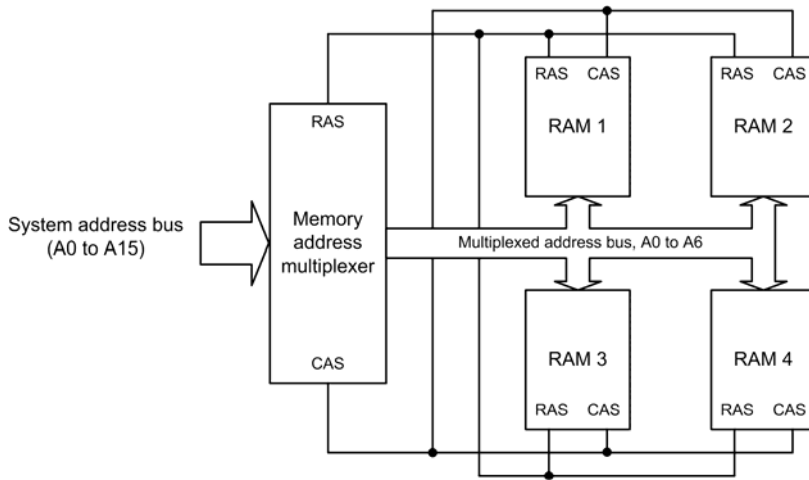 RAS CAS
RAS CAS
RAM 1
RAM 2
RAS
System address bus
(A0 to A15)
Memory
address
multiplexer
Multiplexed address bus, A0 to A6
CAS
RAM 3
RAM 4
RAS CAS
RAS CAS